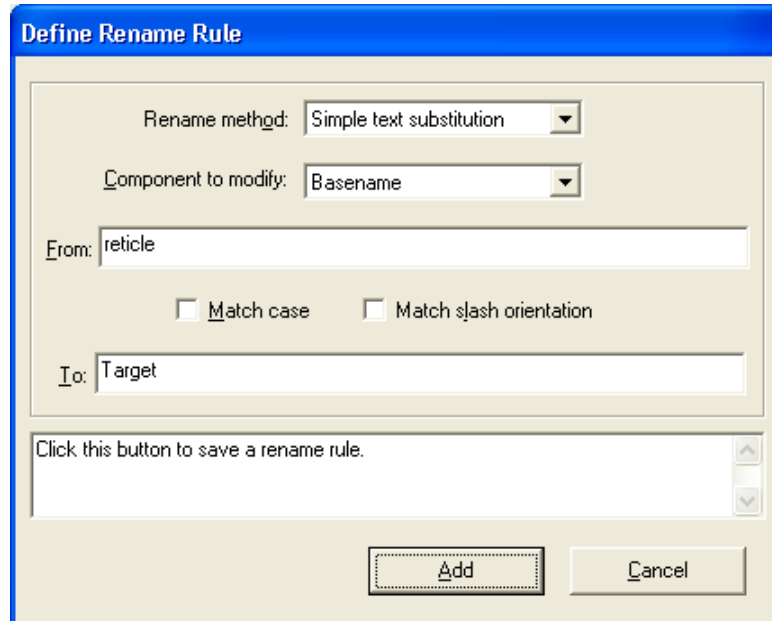 Define Rename Rule
Rename method: Simple text substitution
Component to modify: Basename
From: reticle
Match case Match slash orientation
To: Target
Click this button to save a rename rule.
Add Cancel